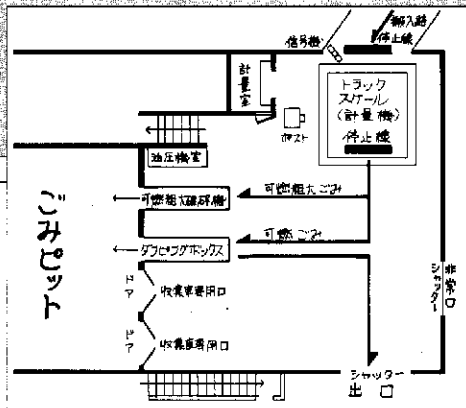 搬入路
停止線
信号機
計量室
トラック
スケール
(計量機)
停止線
ポスト
油圧機室
可燃粗大破砕機
可燃粗大ごみ
可燃ごみ
ダンピングボックス
ごみピット
ドア
収集車専用口
ドア
収集車専用口
非常口
シャッター
シャッター
出口